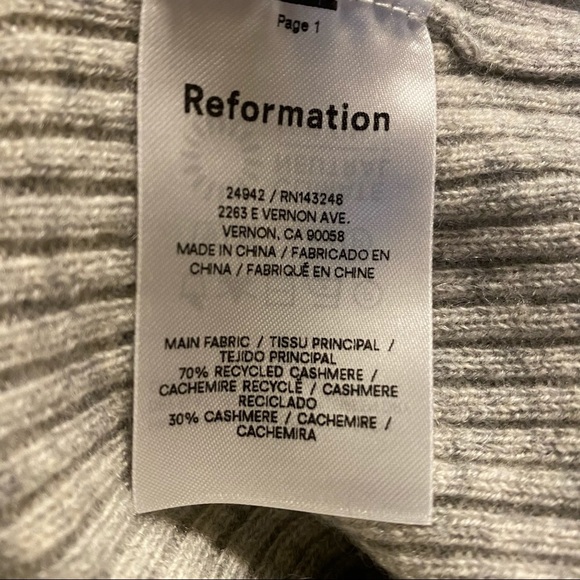 Page 1
Reformation
24942 / RN143248
2263 E VERNON AVE.
VERNON, CA 90058
MADE IN CHINA / FABRICADO EN
CHINA / FABRIQUÉ EN CHINE
MAIN FABRIC / TISSU PRINCIPAL /
TEJIDO PRINCIPAL
70% RECYCLED CASHMERE /
CACHEMIRE RECYCLÉ / CASHMERE
RECICLADO
30% CASHMERE / CACHEMIRE /
CACHEMIRA